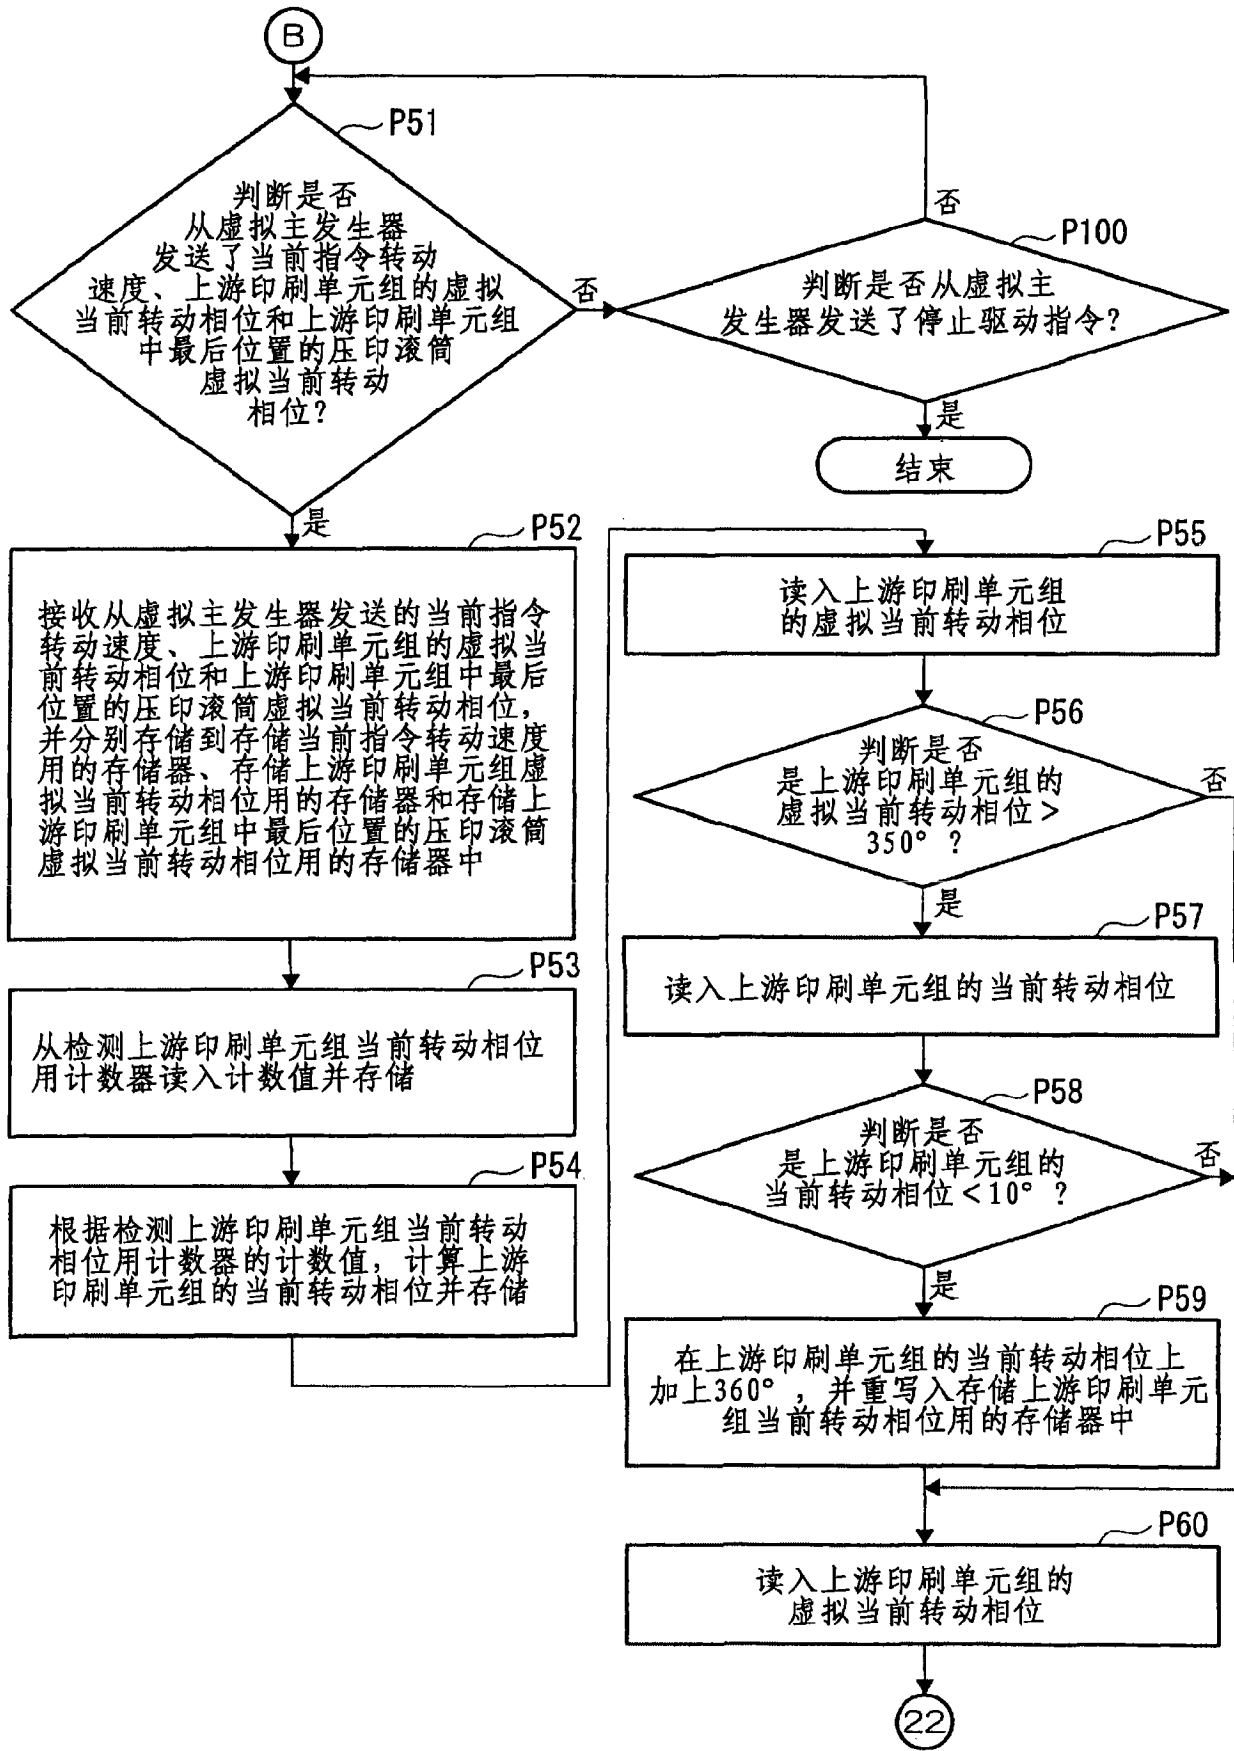 B
P51
判断是否
从虚拟主发生器
发送了当前指令转动
速度、上游印刷单元组的虚拟
当前转动相位和上游印刷单元组
中最后位置的压印滚筒
虚拟当前转动
相位?
否
是
否
P100
判断是否从虚拟主
发生器发送了停止驱动指令?
是
结束
P52
接收从虚拟主发生器发送的当前指令
转动速度、上游印刷单元组的虚拟当
前转动相位和上游印刷单元组中最后
位置的压印滚筒虚拟当前转动相位,
并分别存储到存储当前指令转动速度
用的存储器、存储上游印刷单元组虚
拟当前转动相位用的存储器和存储上
游印刷单元组中最后位置的压印滚筒
虚拟当前转动相位用的存储器中
P53
从检测上游印刷单元组当前转动相位
用计数器读入计数值并存储
P54
根据检测上游印刷单元组当前转动
相位用计数器的计数值, 计算上游
印刷单元组的当前转动相位并存储
P55
读入上游印刷单元组
的虚拟当前转动相位
P56
判断是否
是上游印刷单元组的
虚拟当前转动相位>
350° ?
否
是
P57
读入上游印刷单元组的当前转动相位
P58
判断是否
是上游印刷单元组的
当前转动相位<10° ?
否
是
P59
在上游印刷单元组的当前转动相位上
加上360° , 并重写入存储上游印刷单元
组当前转动相位用的存储器中
P60
读入上游印刷单元组的
虚拟当前转动相位
22